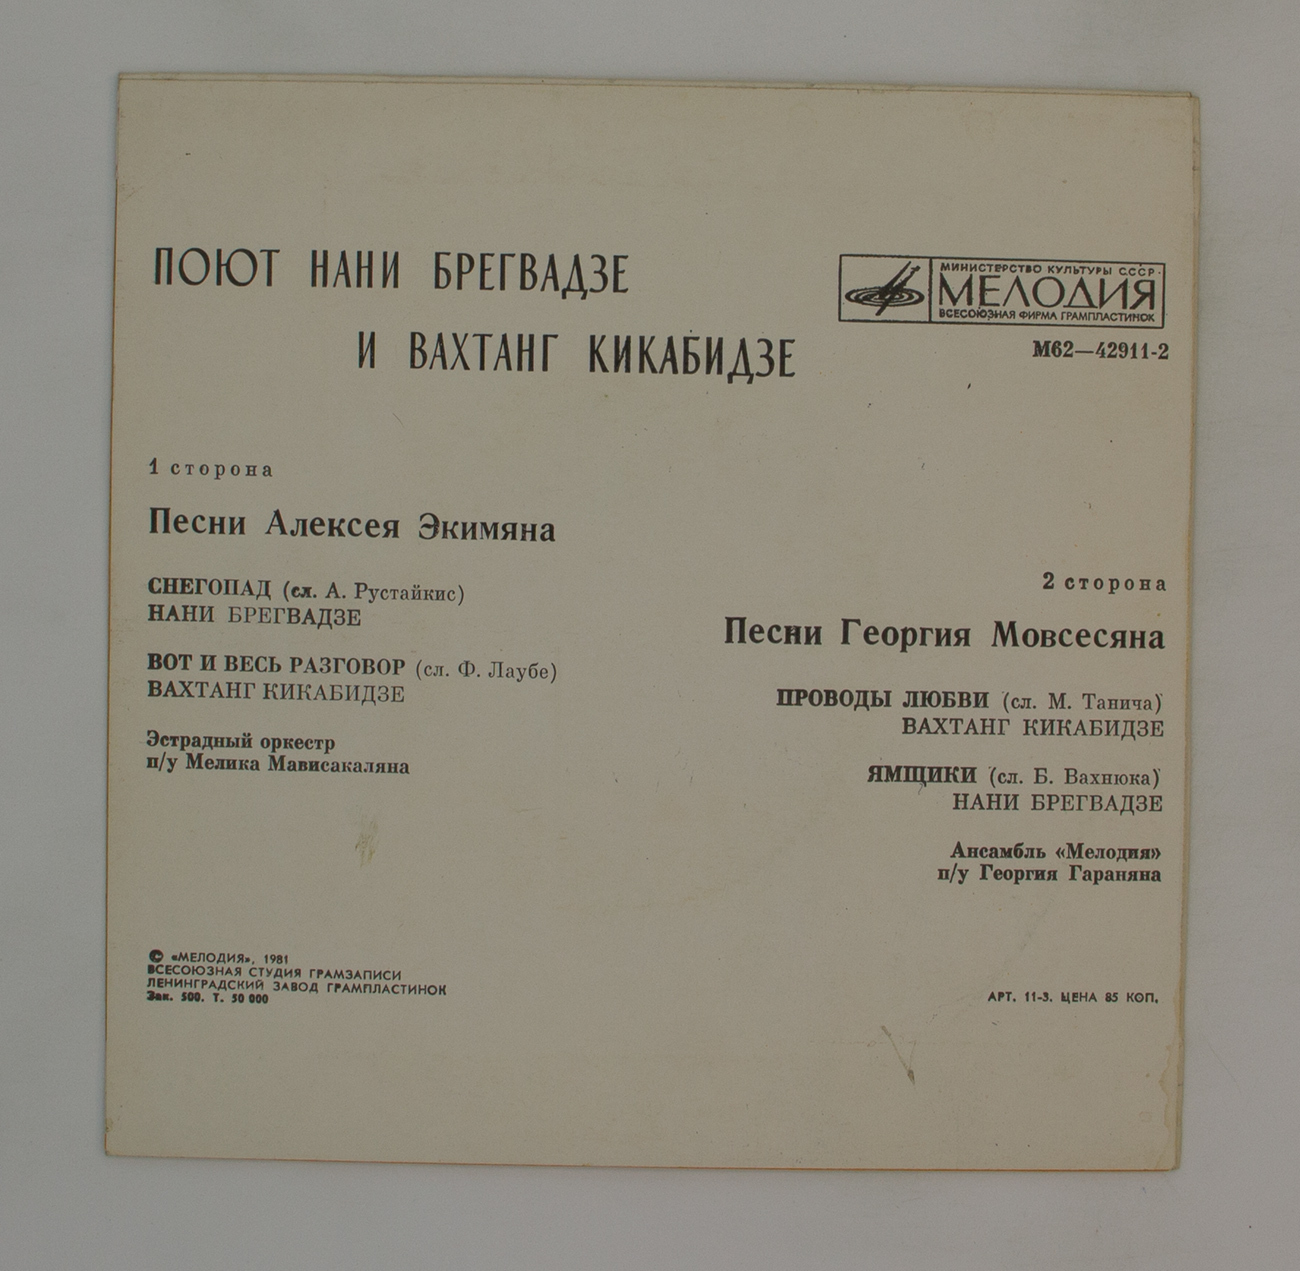 ПОЮТ НАНИ БРЕГВАДЗЕ
И ВАХТАНГ КИКАБИДЗЕ
МИНИСТЕРСТВО КУЛЬТУРЫ СССР
МЕЛОДИЯ
ВСЕСОЮЗНАЯ ФИРМА ГРАМПЛАСТИНОК
М62—42911-2
1 сторона
Песни Алексея Экимяна
СНЕГОПАД (сл. А. Рустайкис)
НАНИ БРЕГВАДЗЕ
ВОТ И ВЕСЬ РАЗГОВОР (сл. Ф. Лаубе)
ВАХТАНГ КИКАБИДЗЕ
Эстрадный оркестр
п/у Мелика Мависакаляна
2 сторона
Песни Георгия Мовсесяна
ПРОВОДЫ ЛЮБВИ (сл. М. Танича)
ВАХТАНГ КИКАБИДЗЕ
ЯМЩИКИ (сл. Б. Вахнюка)
НАНИ БРЕГВАДЗЕ
Ансамбль «Мелодия»
п/у Георгия Гараняна
© «МЕЛОДИЯ», 1981
ВСЕСОЮЗНАЯ СТУДИЯ ГРАМЗАПИСИ
ЛЕНИНГРАДСКИЙ ЗАВОД ГРАМПЛАСТИНОК
Зак. 500. Т. 50 000
АРТ. 11-3. ЦЕНА 85 КОП.